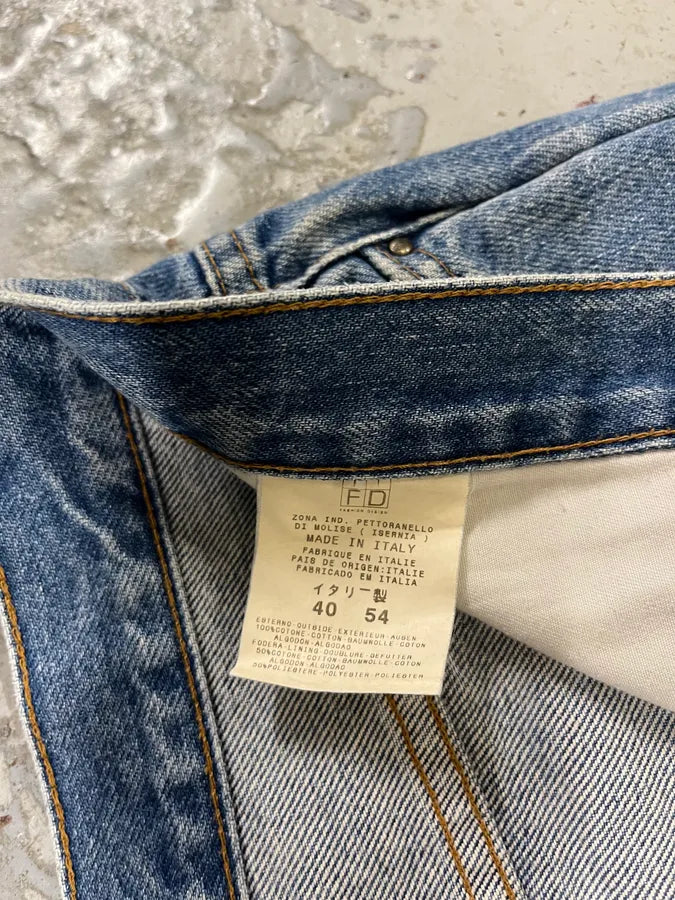 FD
FASHION DESIGN
ZONA IND. PETTORANELLO
DI MOLISE ( ISERNIA )
MADE IN ITALY
FABRIQUE EN ITALIE
PAIS DE ORIGEN:ITALIE
FABRICADO EM ITALIA
イタリー製
40 54
ESTERNO-OUTSIDE EXTERIEUR-AUßEN
100%COTONE-COTTON-BAUMWOLLE-COTON
ALGODON-ALGODAO
FODERA-LINING DOUBLURE-GEFUTTER
50%COTONE-COTTON-BAUMWOLLE-COTON
ALGODON-ALGODAO
50%POLIESTERE-POLYESTER-POLIESTER